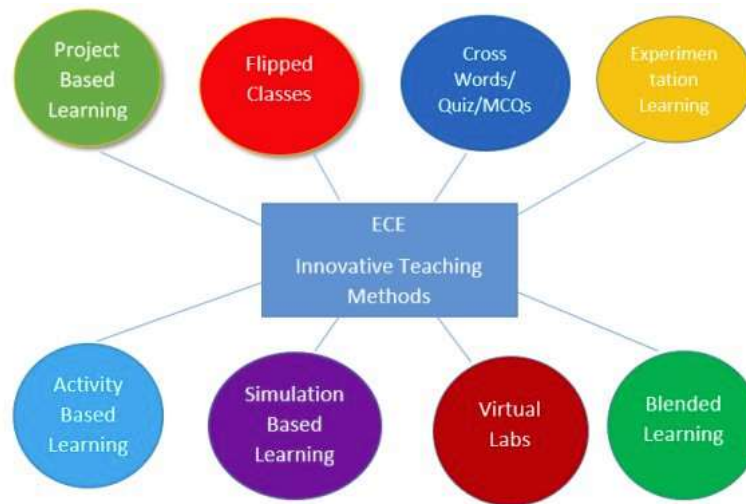 Project
Based
Learning
Flipped
Classes
Cross
Words/
Quiz/MCQs
Experimen
tation
Learning
ECE
Innovative Teaching
Methods
Activity
Based
Learning
Simulation
Based
Learning
Virtual
Labs
Blended
Learning